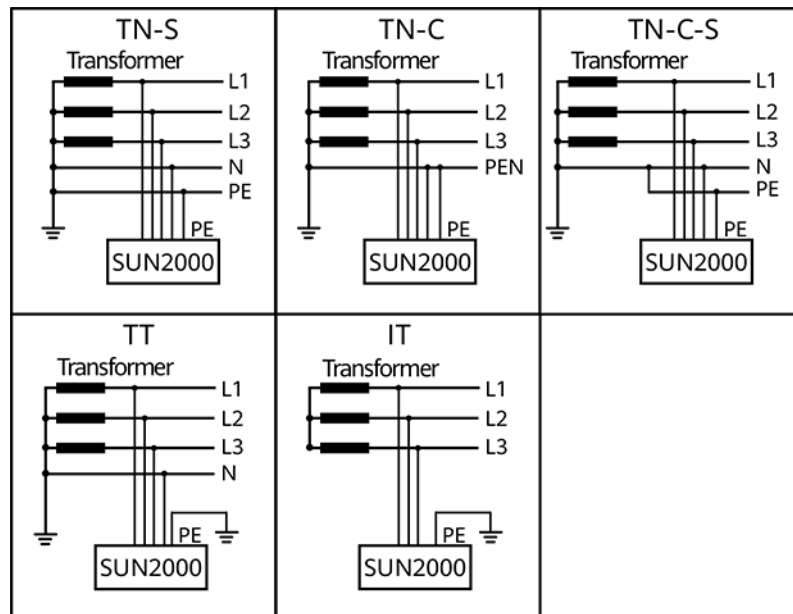 TN-S
Transformer
L1
L2
L3
N
PE
PE
SUN2000
TN-C
Transformer
L1
L2
L3
PEN
PE
SUN2000
TN-C-S
Transformer
L1
L2
L3
N
PE
PE
SUN2000
TT
Transformer
L1
L2
L3
N
PE
SUN2000
IT
Transformer
L1
L2
L3
PE
SUN2000